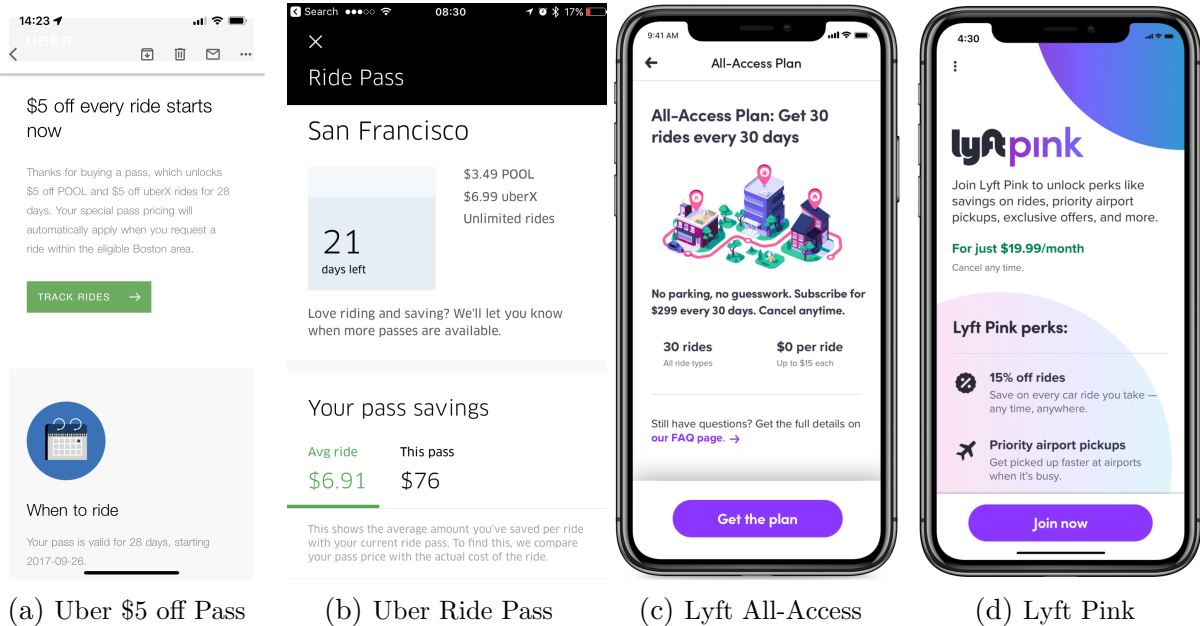 14:23
UBER
$5 off every ride starts
now
Thanks for buying a pass, which unlocks
$5 off POOL and $5 off uberX rides for 28
days. Your special pass pricing will
automatically apply when you request a
ride within the eligible Boston area.
TRACK RIDES →
When to ride
Your pass is valid for 28 days, starting
2017-09-26.
(a) Uber $5 off Pass
Search 08:30 17%
Ride Pass
San Francisco
21
days left
$3.49 POOL
$6.99 uberX
Unlimited rides
Love riding and saving? We'll let you know
when more passes are available.
Your pass savings
Avg ride This pass
$6.91 $76
This shows the average amount you've saved per ride
with your current ride pass. To find this, we compare
your pass price with the actual cost of the ride.
(b) Uber Ride Pass
9:41 AM
All-Access Plan
All-Access Plan: Get 30
rides every 30 days
No parking, no guesswork. Subscribe for
$299 every 30 days. Cancel anytime.
30 rides $0 per ride
All ride types Up to $15 each
Still have questions? Get the full details on
our FAQ page. →
Get the plan
(c) Lyft All-Access
4:30
lyft pink
Join Lyft Pink to unlock perks like
savings on rides, priority airport
pickups, exclusive offers, and more.
For just $19.99/month
Cancel any time.
Lyft Pink perks:
15% off rides
Save on every car ride you take —
any time, anywhere.
Priority airport pickups
Get picked up faster at airports
when it's busy.
Join now
(d) Lyft Pink